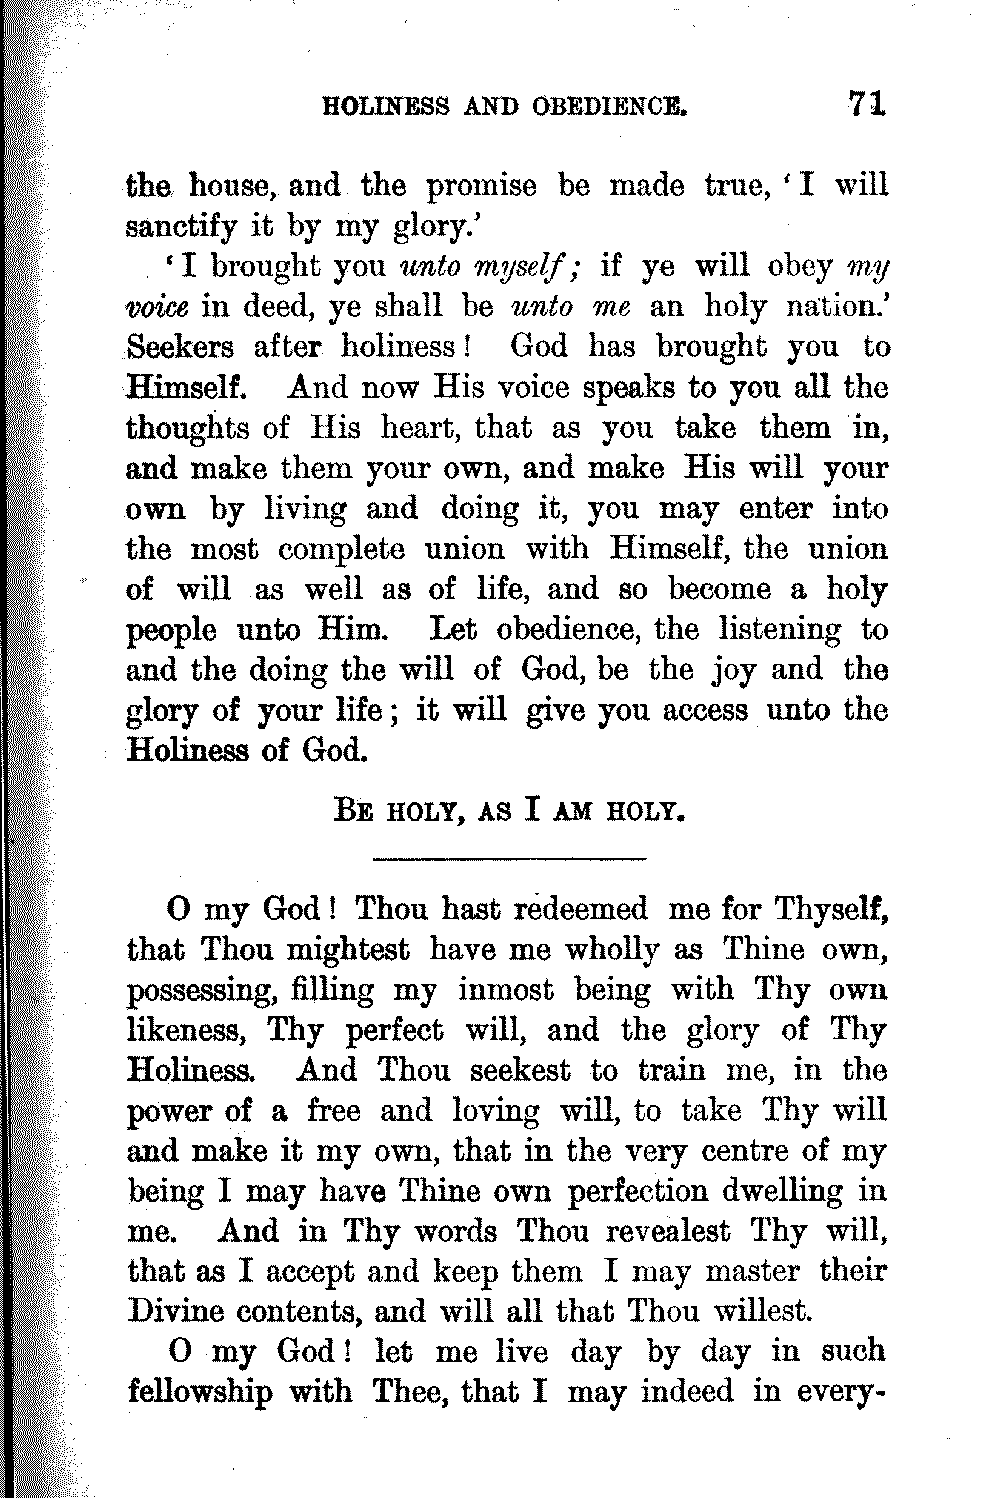 HOLINESS AND OBEDIENCE. 71
the house, and the promise be made true, ‘I will
sanctify it by my glory.’
‘I brought you unto myself; if ye will obey my
voice in deed, ye shall be unto me an holy nation.’
Seekers after holiness! God has brought you to
Himself. And now His voice speaks to you all the
thoughts of His heart, that as you take them in,
and make them your own, and make His will your
own by living and doing it, you may enter into
the most complete union with Himself, the union
of will as well as of life, and so become a holy
people unto Him. Let obedience, the listening to
and the doing the will of God, be the joy and the
glory of your life; it will give you access unto the
Holiness of God.
BE HOLY, AS I AM HOLY.
O my God! Thou hast redeemed me for Thyself,
that Thou mightest have me wholly as Thine own,
possessing, filling my inmost being with Thy own
likeness, Thy perfect will, and the glory of Thy
Holiness. And Thou seekest to train me, in the
power of a free and loving will, to take Thy will
and make it my own, that in the very centre of my
being I may have Thine own perfection dwelling in
me. And in Thy words Thou revealest Thy will,
that as I accept and keep them I may master their
Divine contents, and will all that Thou willest.
O my God! let me live day by day in such
fellowship with Thee, that I may indeed in every-